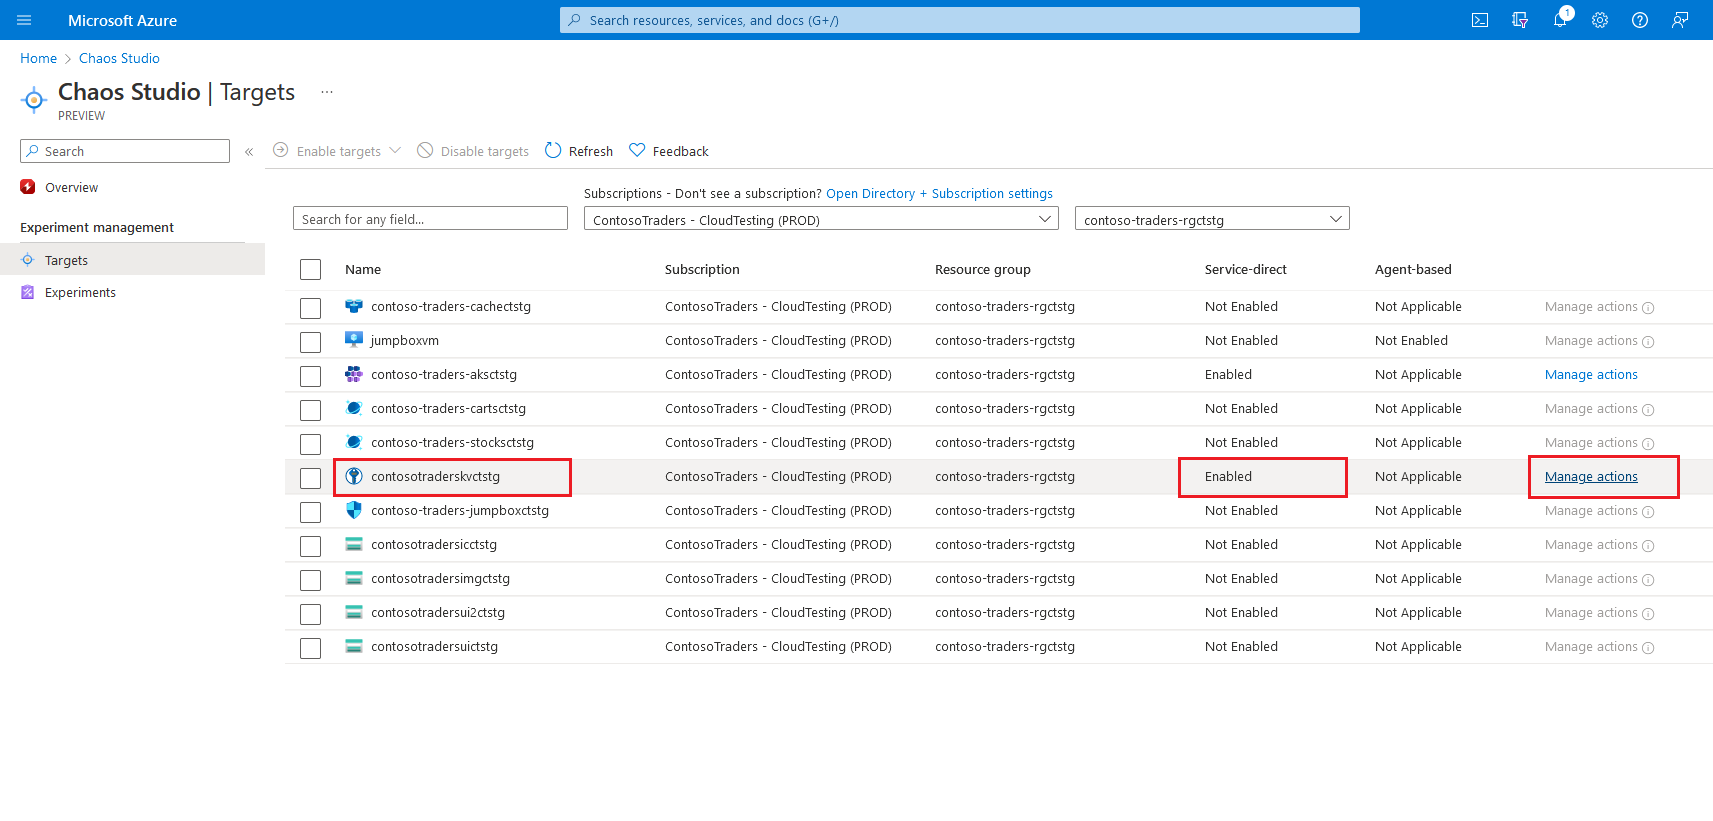 Microsoft Azure
Search resources, services, and docs (G+/)
1
Home > Chaos Studio
Chaos Studio | Targets ...
PREVIEW
Search
«
Enable targets
Disable targets
Refresh
Feedback
Overview
Experiment management
Targets
Experiments
Subscriptions - Don't see a subscription? Open Directory + Subscription settings
Search for any field...
ContosoTraders - CloudTesting (PROD)
contoso-traders-rgctstg
Name Subscription Resource group Service-direct Agent-based
contoso-traders-cachectstg ContosoTraders - CloudTesting (PROD) contoso-traders-rgctstg Not Enabled Not Applicable Manage actions
jumpboxvm ContosoTraders - CloudTesting (PROD) contoso-traders-rgctstg Not Enabled Not Enabled Manage actions
contoso-traders-aksctstg ContosoTraders - CloudTesting (PROD) contoso-traders-rgctstg Enabled Not Applicable Manage actions
contoso-traders-cartsctstg ContosoTraders - CloudTesting (PROD) contoso-traders-rgctstg Not Enabled Not Applicable Manage actions
contoso-traders-stocksctstg ContosoTraders - CloudTesting (PROD) contoso-traders-rgctstg Not Enabled Not Applicable Manage actions
contosotraderskvctstg ContosoTraders - CloudTesting (PROD) contoso-traders-rgctstg Enabled Not Applicable Manage actions
contoso-traders-jumpboxctstg ContosoTraders - CloudTesting (PROD) contoso-traders-rgctstg Not Enabled Not Applicable Manage actions
contosotradersicctstg ContosoTraders - CloudTesting (PROD) contoso-traders-rgctstg Not Enabled Not Applicable Manage actions
contosotradersimgctstg ContosoTraders - CloudTesting (PROD) contoso-traders-rgctstg Not Enabled Not Applicable Manage actions
contosotradersui2ctstg ContosoTraders - CloudTesting (PROD) contoso-traders-rgctstg Not Enabled Not Applicable Manage actions
contosotradersuictstg ContosoTraders - CloudTesting (PROD) contoso-traders-rgctstg Not Enabled Not Applicable Manage actions